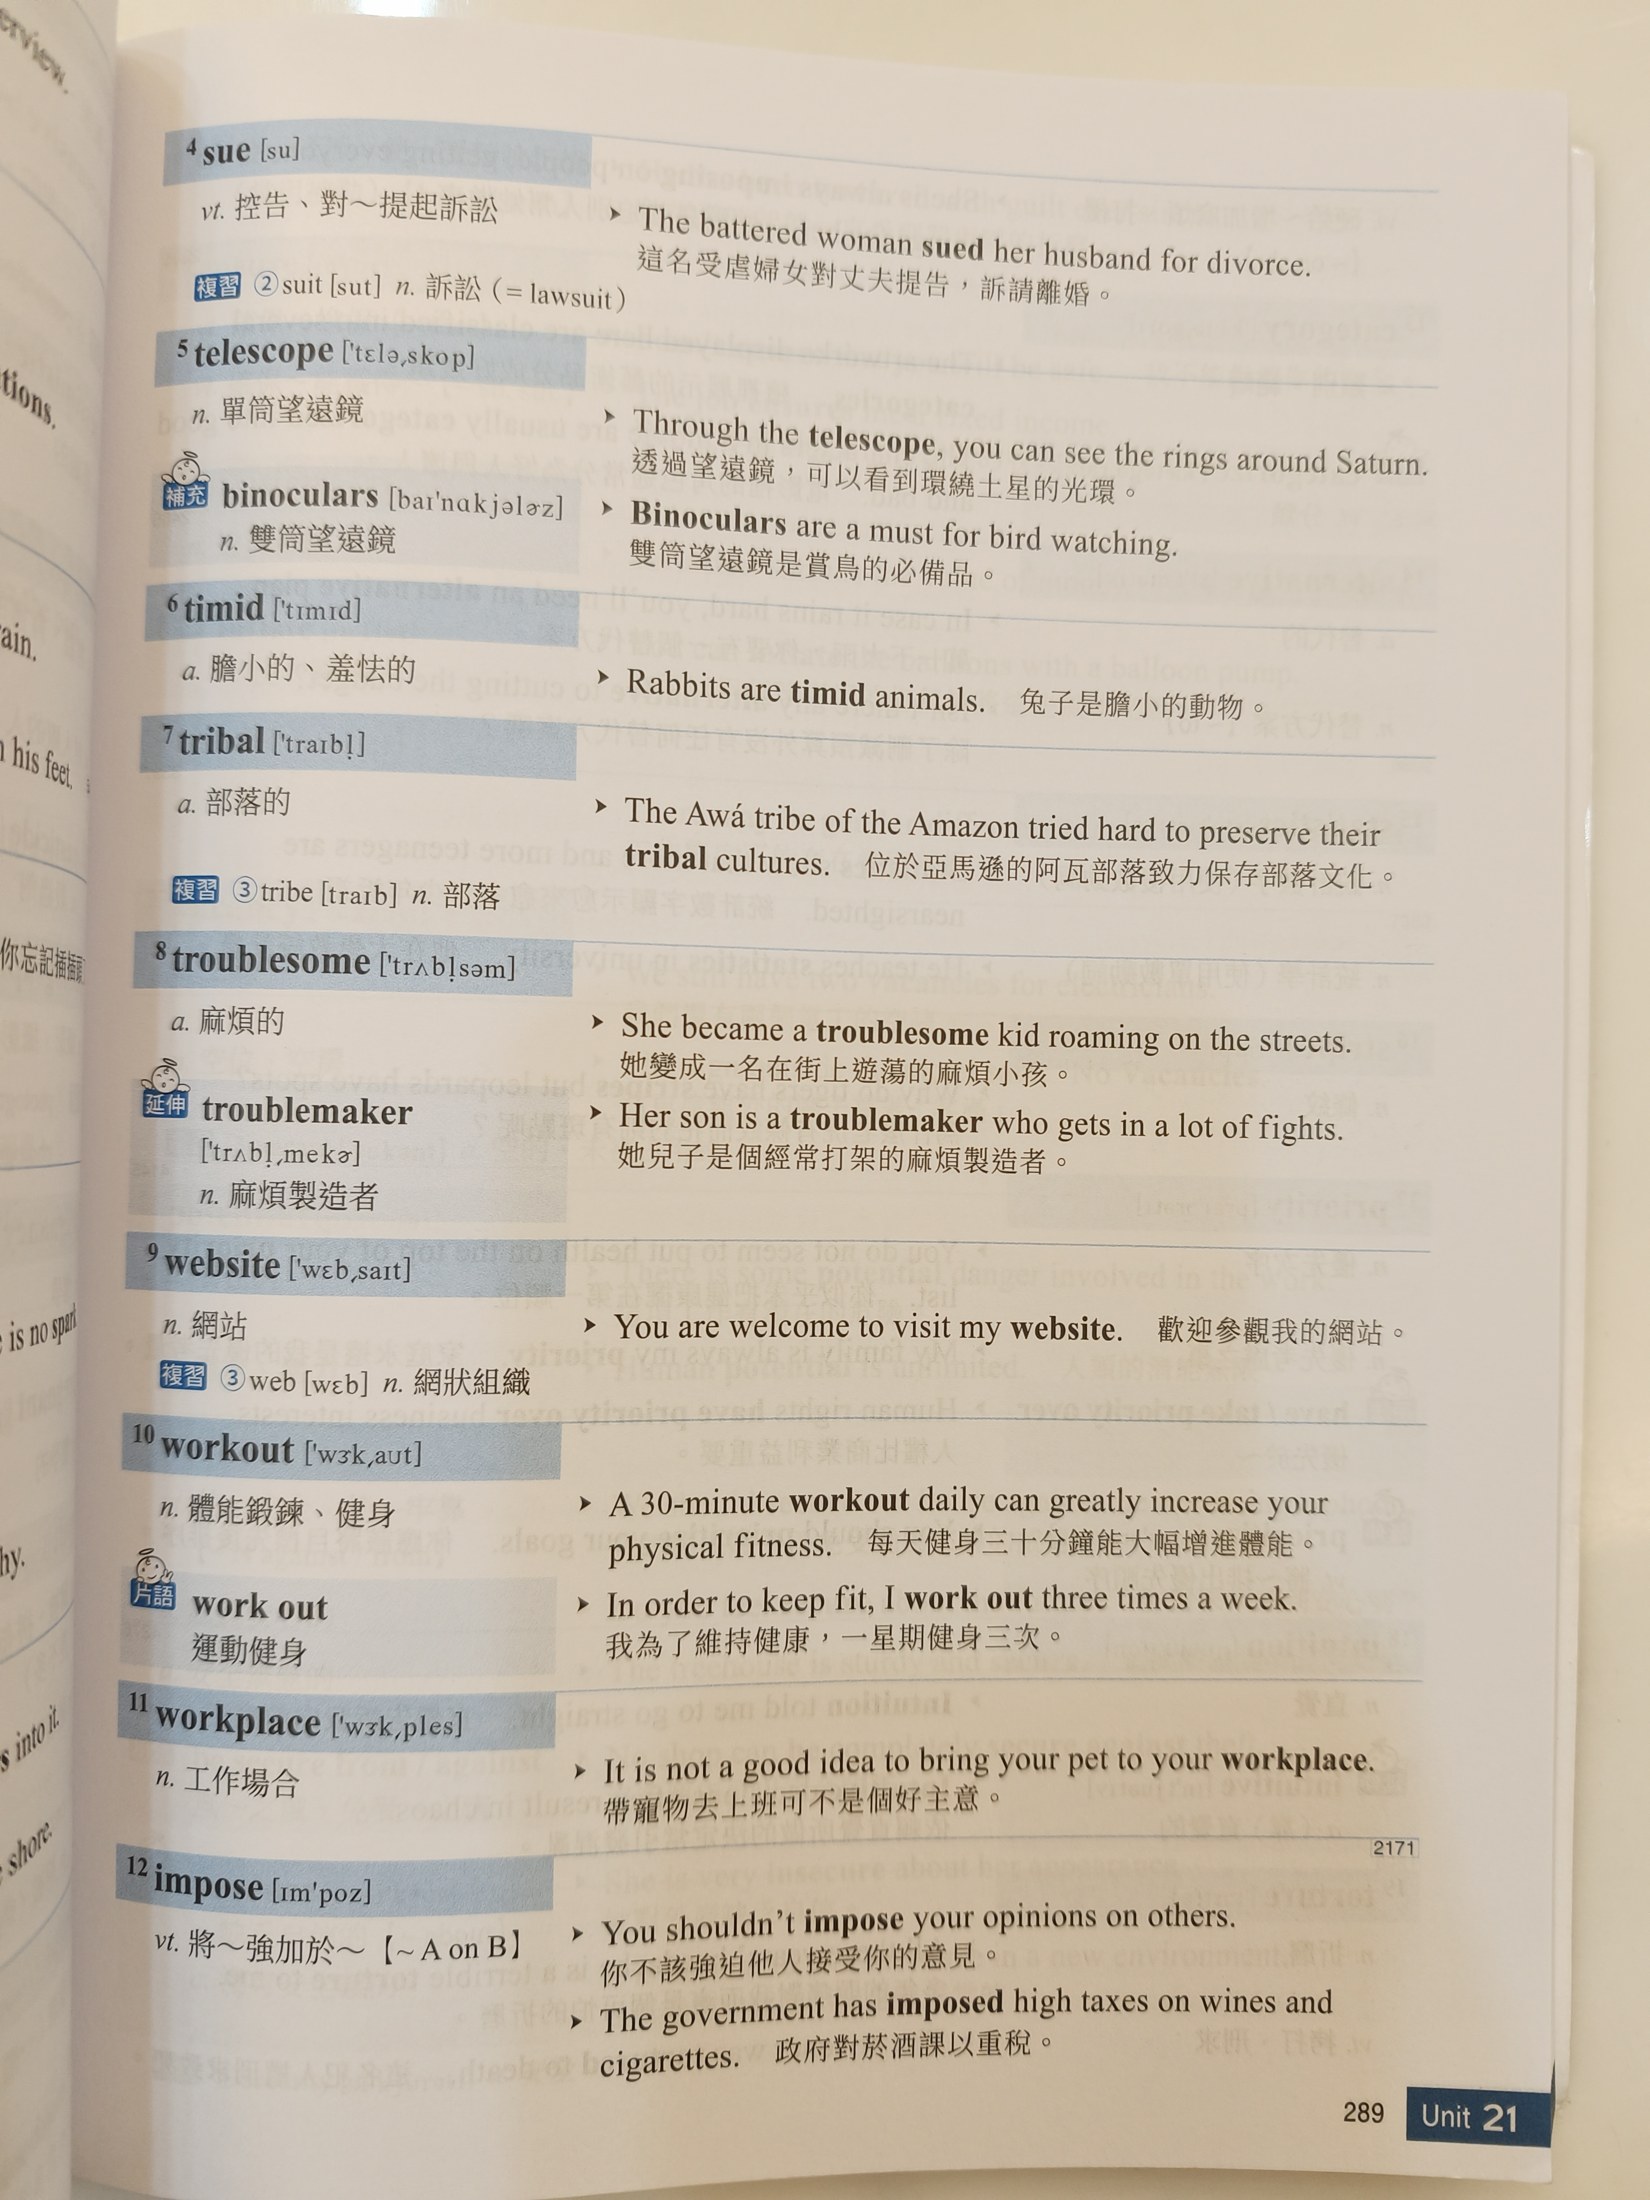 4 sue [su]
vt. 控告、對～提起訴訟
➤ The battered woman sued her husband for divorce.
這名受虐婦女對丈夫提告，訴請離婚。
複習 ②suit [sut] n. 訴訟（= lawsuit）
5 telescope [ˈtɛləˌskop]
n. 單筒望遠鏡
➤ Through the telescope, you can see the rings around Saturn.
透過望遠鏡，可以看到環繞土星的光環。
補充 binoculars [baɪˈnɑkjələ˞z]
n. 雙筒望遠鏡
➤ Binoculars are a must for bird watching.
雙筒望遠鏡是賞鳥的必備品。
6 timid [ˈtɪmɪd]
a. 膽小的、羞怯的
➤ Rabbits are timid animals. 兔子是膽小的動物。
7 tribal [ˈtraɪbl̩]
a. 部落的
➤ The Awá tribe of the Amazon tried hard to preserve their
tribal cultures. 位於亞馬遜的阿瓦部落致力保存部落文化。
複習 ③tribe [traɪb] n. 部落
8 troublesome [ˈtrʌbl̩səm]
a. 麻煩的
➤ She became a troublesome kid roaming on the streets.
她變成一名在街上遊蕩的麻煩小孩。
延伸 troublemaker
[ˈtrʌbl̩ˌmekɚ]
n. 麻煩製造者
➤ Her son is a troublemaker who gets in a lot of fights.
她兒子是個經常打架的麻煩製造者。
9 website [ˈwɛbˌsaɪt]
n. 網站
➤ You are welcome to visit my website. 歡迎參觀我的網站。
複習 ③web [wɛb] n. 網狀組織
10 workout [ˈwɝkˌaʊt]
n. 體能鍛鍊、健身
➤ A 30-minute workout daily can greatly increase your
physical fitness. 每天健身三十分鐘能大幅增進體能。
片語 work out
運動健身
➤ In order to keep fit, I work out three times a week.
我為了維持健康，一星期健身三次。
11 workplace [ˈwɝkˌples]
n. 工作場合
➤ It is not a good idea to bring your pet to your workplace.
帶寵物去上班可不是個好主意。
2171
12 impose [ɪmˈpoz]
vt. 將～強加於～【~ A on B】
➤ You shouldn't impose your opinions on others.
你不該強迫他人接受你的意見。
➤ The government has imposed high taxes on wines and
cigarettes. 政府對菸酒課以重稅。
289 Unit 21